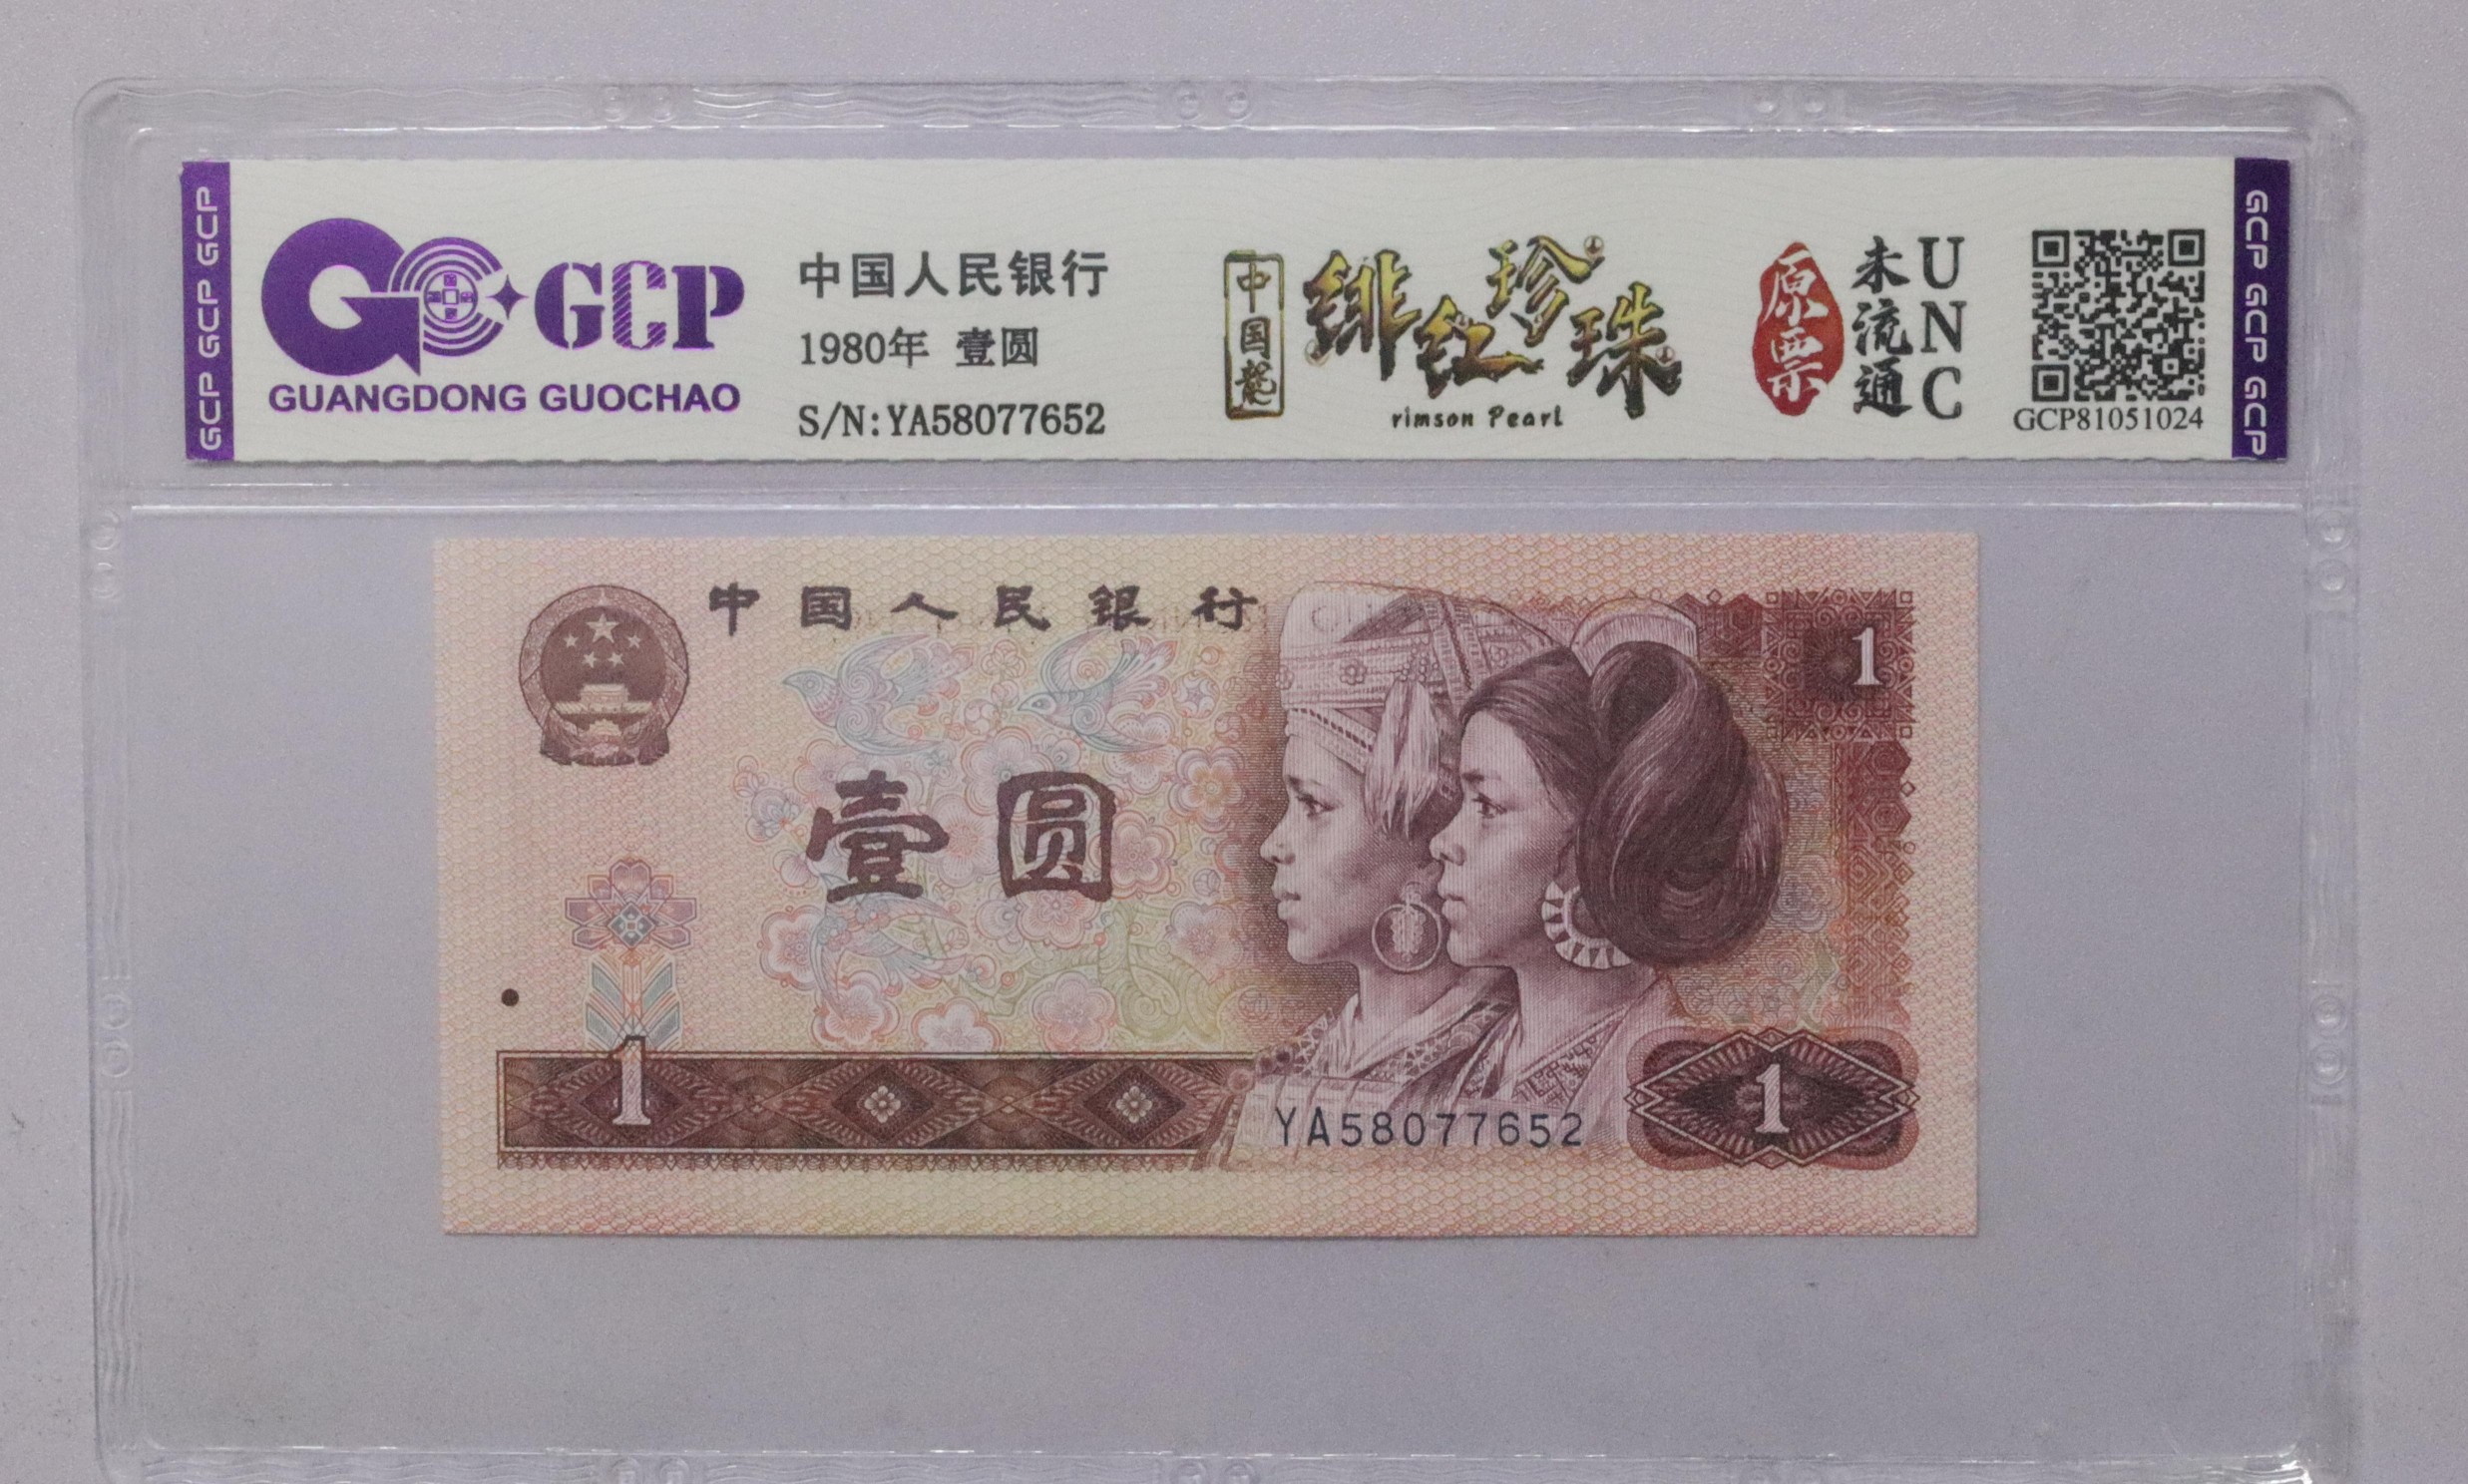 GCP GCP GCP
GCP
GUANGDONG GUOCHAO
中国人民银行
1980年 壹圆
S/N:YA58077652
中国龍
绯红珍珠
rimson Pearl
原票
未流通
UNC
GCP81051024
GCP GCP GCP
中国人民银行
1
壹圆
1
YA58077652
1